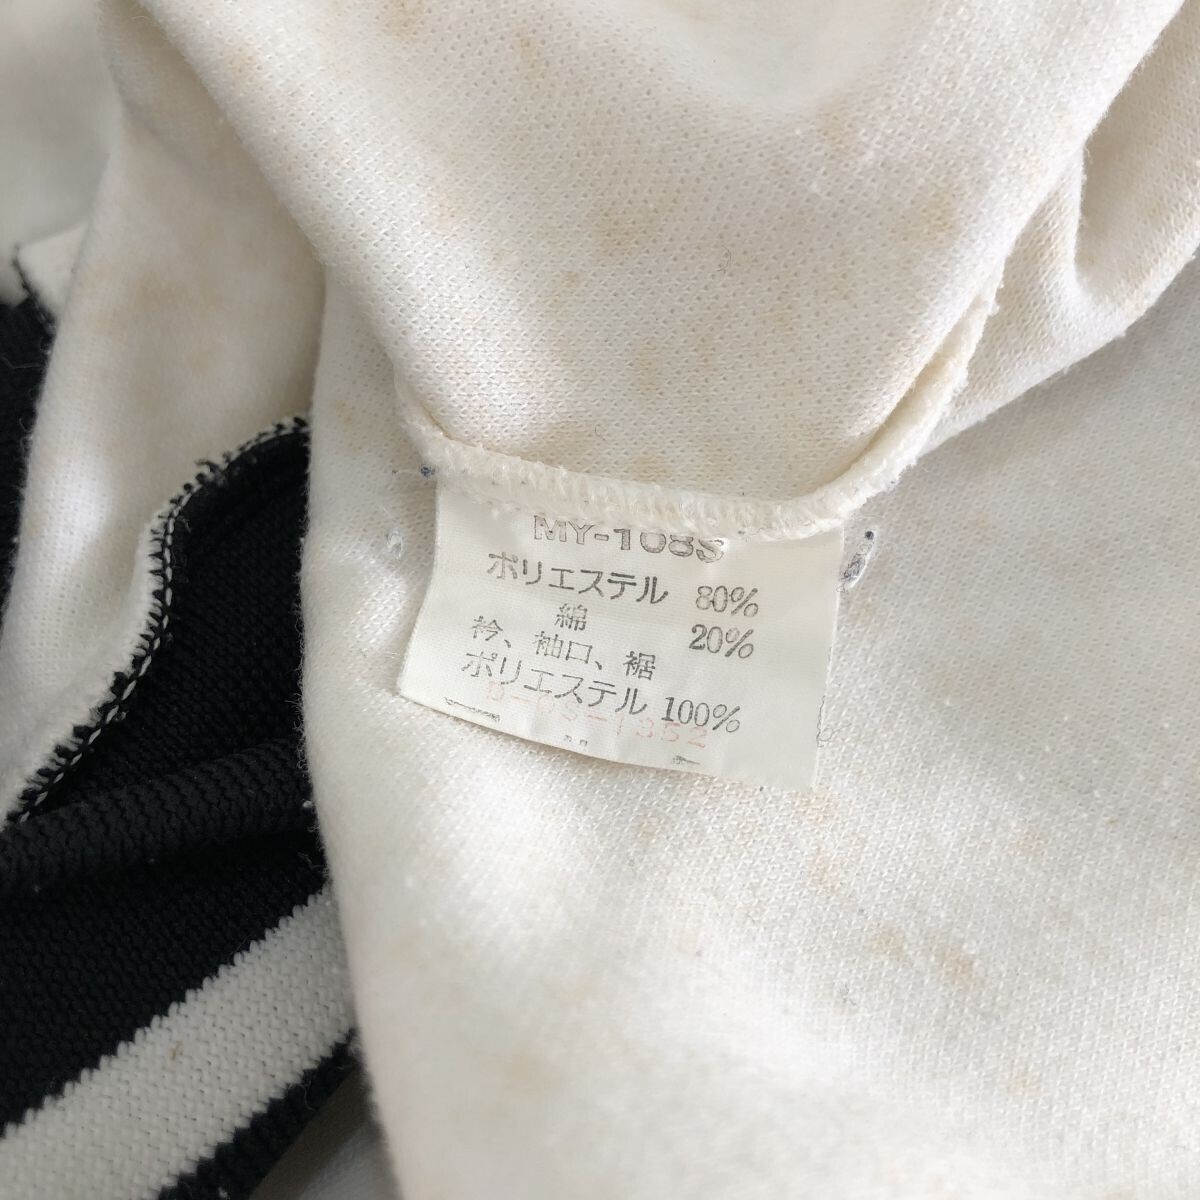 MY-108S
ポリエステル 80%
綿 20%
衿、袖口、裾
ポリエステル 100%